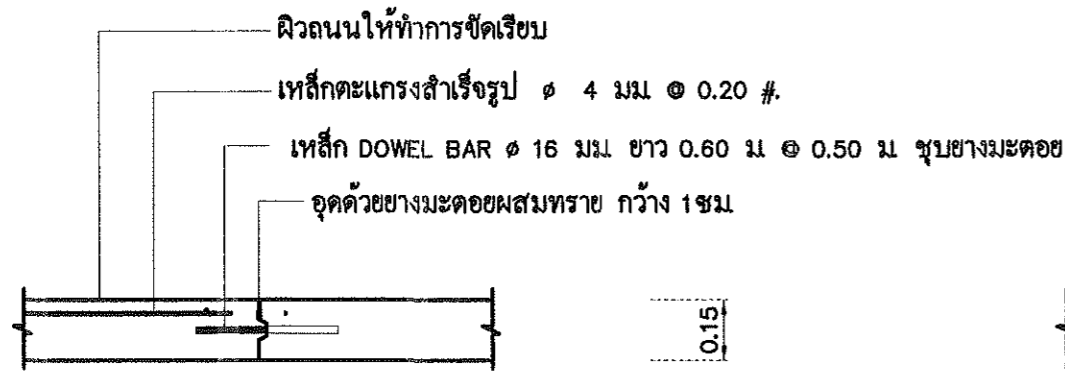 ผิวถนนให้ทำการขัดเรียบ
เหล็กตะแกรงสำเร็จรูป ø 4 มม. @ 0.20 #.
เหล็ก DOWEL BAR ø 16 มม. ยาว 0.60 ม. @ 0.50 ม. ชุบยางมะตอย
อุดด้วยยางมะตอยผสมทราย กว้าง 1ซม.
0.15